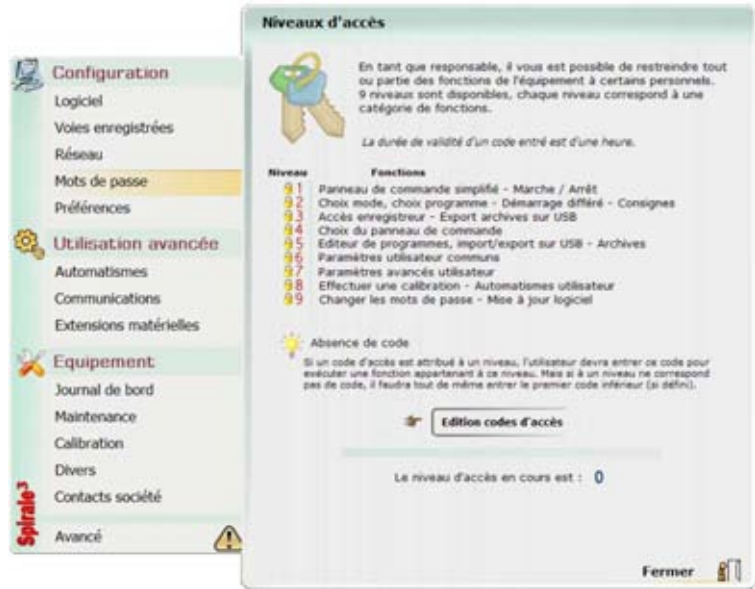 Niveaux d'accès
En tant que responsable, il vous est possible de restreindre tout
ou partie des fonctions de l'équipement à certains personnels.
9 niveaux sont disponibles, chaque niveau correspond à une
catégorie de fonctions.
La durée de validité d'un code entré est d'une heure.
Niveau Fonctions
1 Panneau de commande simplifié - Marche / Arrêt
2 Choix mode, choix programme - Démarrage différé - Consignes
3 Accès enregistreur - Export archives sur USB
4 Choix du panneau de commande
5 Editeur de programmes, import/export sur USB - Archives
6 Paramètres utilisateur communs
7 Paramètres avancés utilisateur
8 Effectuer une calibration - Automatismes utilisateur
9 Changer les mots de passe - Mise à jour logiciel
Absence de code
Si un code d'accès est attribué à un niveau, l'utilisateur devra entrer ce code pour
exécuter une fonction appartenant à ce niveau. Mais si à un niveau ne correspond
pas de code, il faudra tout de même entrer le premier code inférieur (si défini).
Edition codes d'accès
Le niveau d'accès en cours est : 0
Fermer
Configuration
Logiciel
Voies enregistrées
Réseau
Mots de passe
Préférences
Utilisation avancée
Automatismes
Communications
Extensions matérielles
Equipement
Journal de bord
Maintenance
Calibration
Divers
Contacts société
Avancé
Spirale³